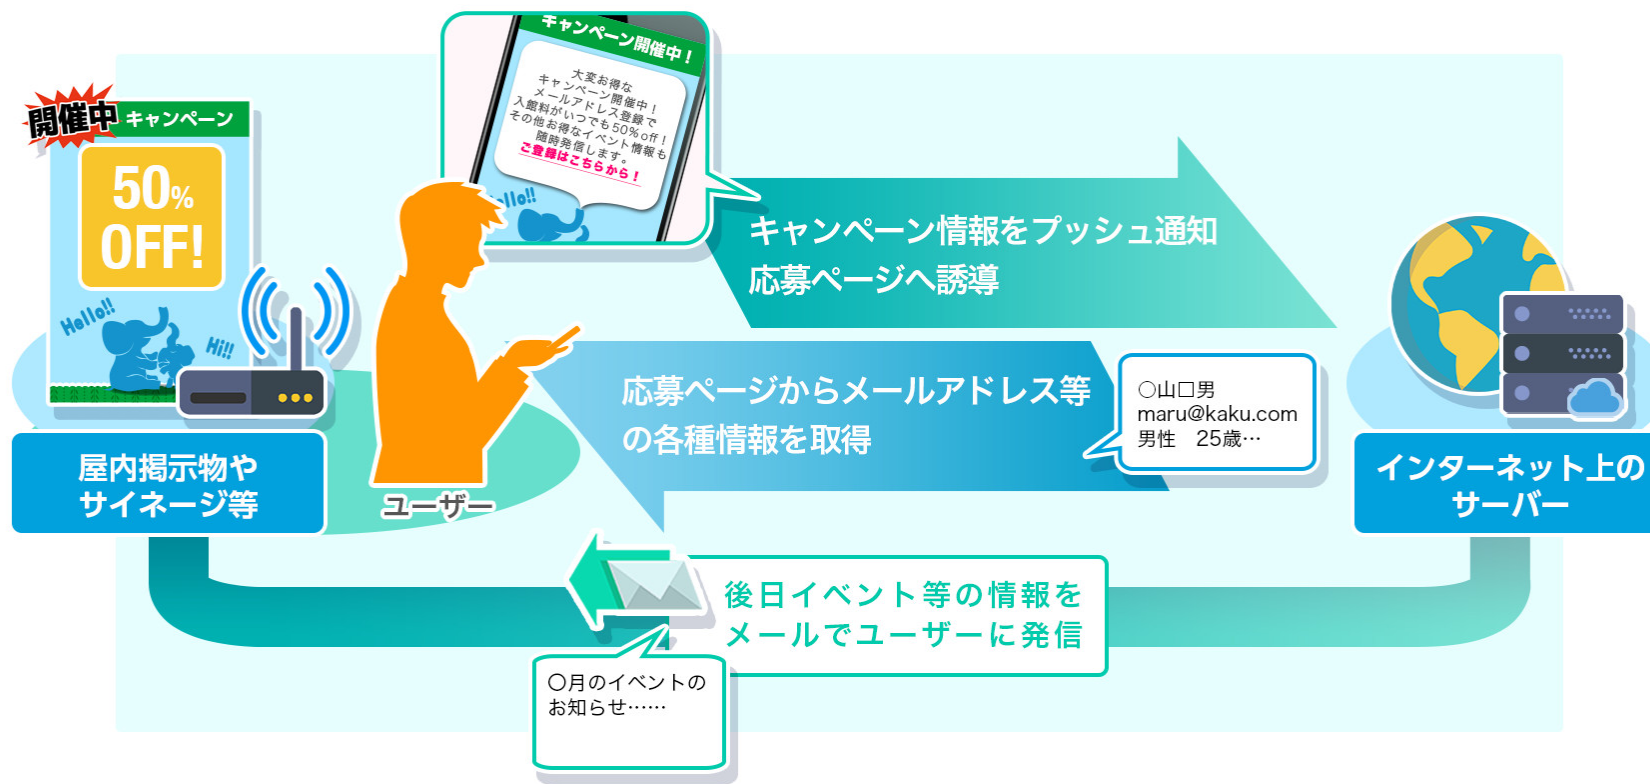 開催中
キャンペーン
50%
OFF!
Hello!!
Hi!!
屋内掲示物や
サイネージ等
キャンペーン開催中！
大変お得な
キャンペーン開催中！
メールアドレス登録で
入館料がいつでも50%off！
その他お得なイベント情報も
随時発信します。
ご登録はこちらから！
Hello!!
ユーザー
キャンペーン情報をプッシュ通知
応募ページへ誘導
応募ページからメールアドレス等
の各種情報を取得
○山□男
maru@kaku.com
男性　25歳…
インターネット上の
サーバー
後日イベント等の情報を
メールでユーザーに発信
○月のイベントの
お知らせ……